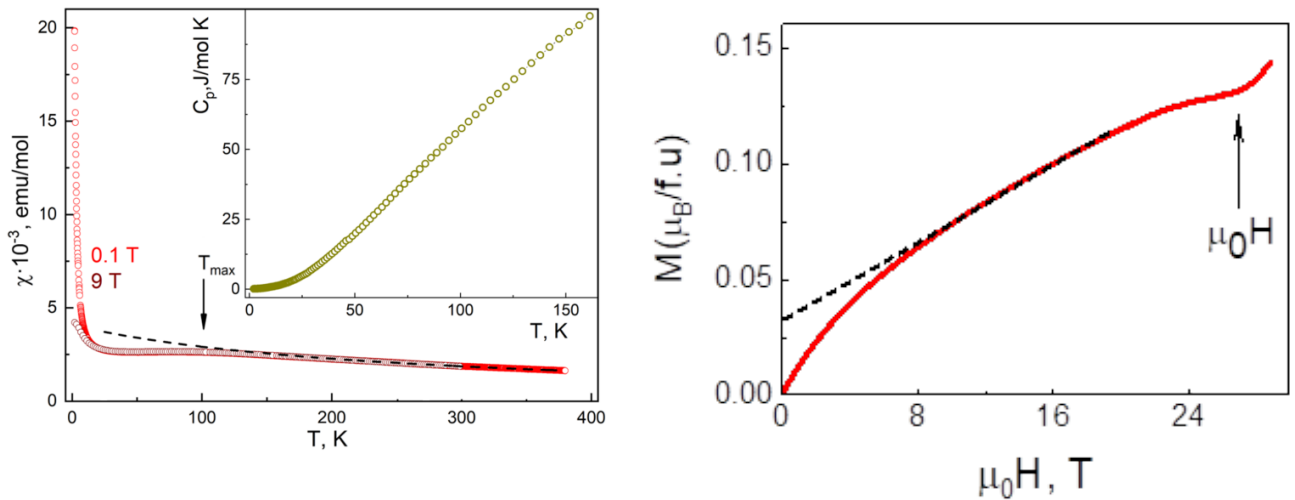 20
15
10
5
0
χ·10⁻³, emu/mol
0.1 T
9 T
T_max
0
100
200
300
400
T, K
75
50
25
0
C_p,J/mol K
0
50
100
150
T, K
0.15
0.10
0.05
0.00
M(μ_B/f.u)
μ₀H
0
8
16
24
μ₀H, T